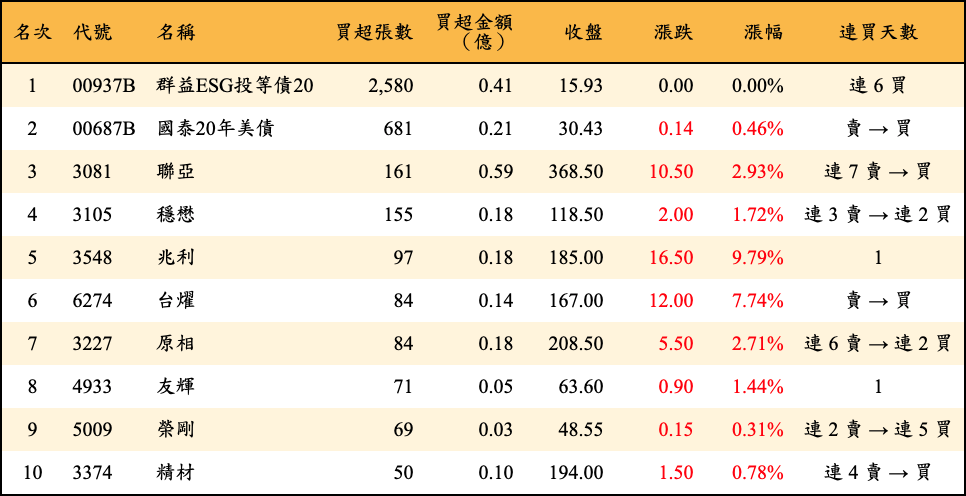 名次 代號 名稱 買超張數 買超金額（億） 收盤 漲跌 漲幅 連買天數
1 00937B 群益ESG投等債20 2,580 0.41 15.93 0.00 0.00% 連 6 買
2 00687B 國泰20年美債 681 0.21 30.43 0.14 0.46% 賣 → 買
3 3081 聯亞 161 0.59 368.50 10.50 2.93% 連 7 賣 → 買
4 3105 穩懋 155 0.18 118.50 2.00 1.72% 連 3 賣 → 連 2 買
5 3548 兆利 97 0.18 185.00 16.50 9.79% 1
6 6274 台燿 84 0.14 167.00 12.00 7.74% 賣 → 買
7 3227 原相 84 0.18 208.50 5.50 2.71% 連 6 賣 → 連 2 買
8 4933 友輝 71 0.05 63.60 0.90 1.44% 1
9 5009 榮剛 69 0.03 48.55 0.15 0.31% 連 2 賣 → 連 5 買
10 3374 精材 50 0.10 194.00 1.50 0.78% 連 4 賣 → 買